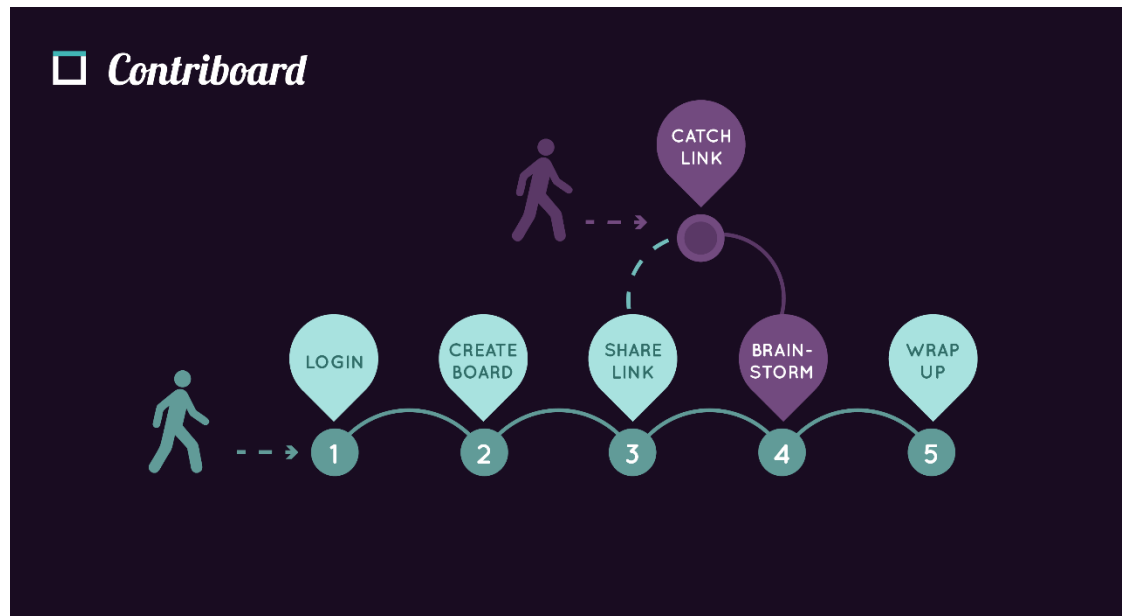 Contriboard
CATCH
LINK
LOGIN
CREATE
BOARD
SHARE
LINK
BRAIN-
STORM
WRAP
UP
1
2
3
4
5